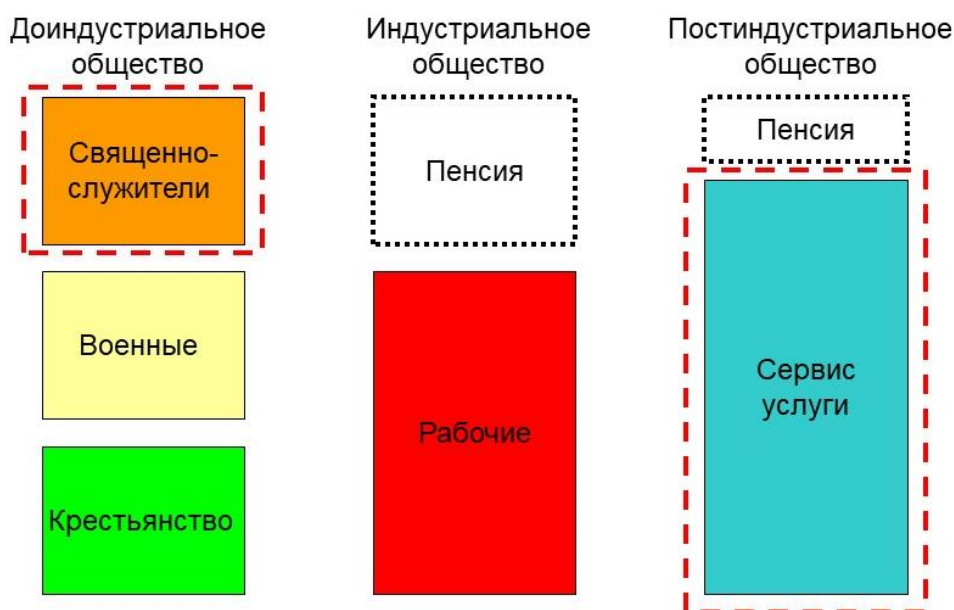 Доиндустриальное
общество
Священно-
служители
Военные
Крестьянство
Индустриальное
общество
Пенсия
Рабочие
Постиндустриальное
общество
Пенсия
Сервис
услуги